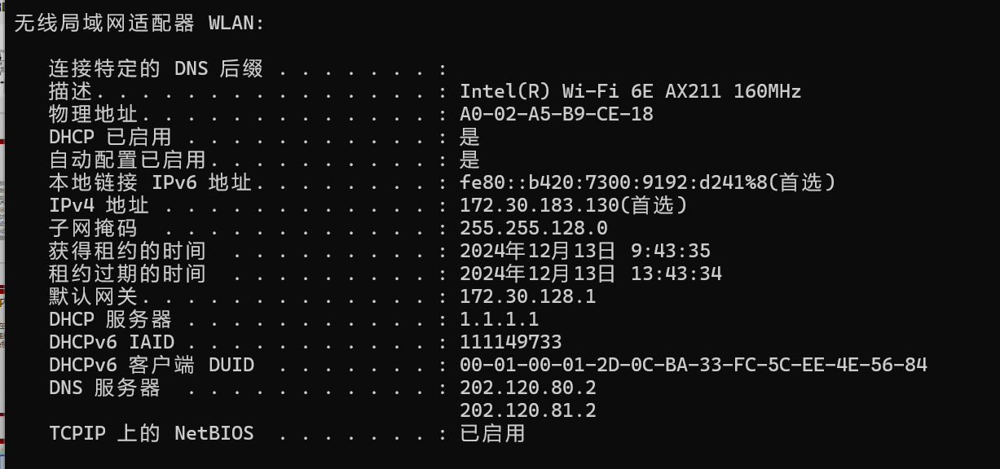 无线局域网适配器 WLAN:
连接特定的 DNS 后缀 . . . . . . . :
描述. . . . . . . . . . . . . . . : Intel(R) Wi-Fi 6E AX211 160MHz
物理地址. . . . . . . . . . . . . : A0-02-A5-B9-CE-18
DHCP 已启用 . . . . . . . . . . . : 是
自动配置已启用. . . . . . . . . . : 是
本地链接 IPv6 地址. . . . . . . . : fe80::b420:7300:9192:d241%8(首选)
IPv4 地址 . . . . . . . . . . . . : 172.30.183.130(首选)
子网掩码  . . . . . . . . . . . . : 255.255.128.0
获得租约的时间  . . . . . . . . . : 2024年12月13日 9:43:35
租约过期的时间  . . . . . . . . . : 2024年12月13日 13:43:34
默认网关. . . . . . . . . . . . . : 172.30.128.1
DHCP 服务器 . . . . . . . . . . . : 1.1.1.1
DHCPv6 IAID . . . . . . . . . . . : 111149733
DHCPv6 客户端 DUID  . . . . . . . : 00-01-00-01-2D-0C-BA-33-FC-5C-EE-4E-56-84
DNS 服务器  . . . . . . . . . . . : 202.120.80.2
202.120.81.2
TCPIP 上的 NetBIOS  . . . . . . . : 已启用